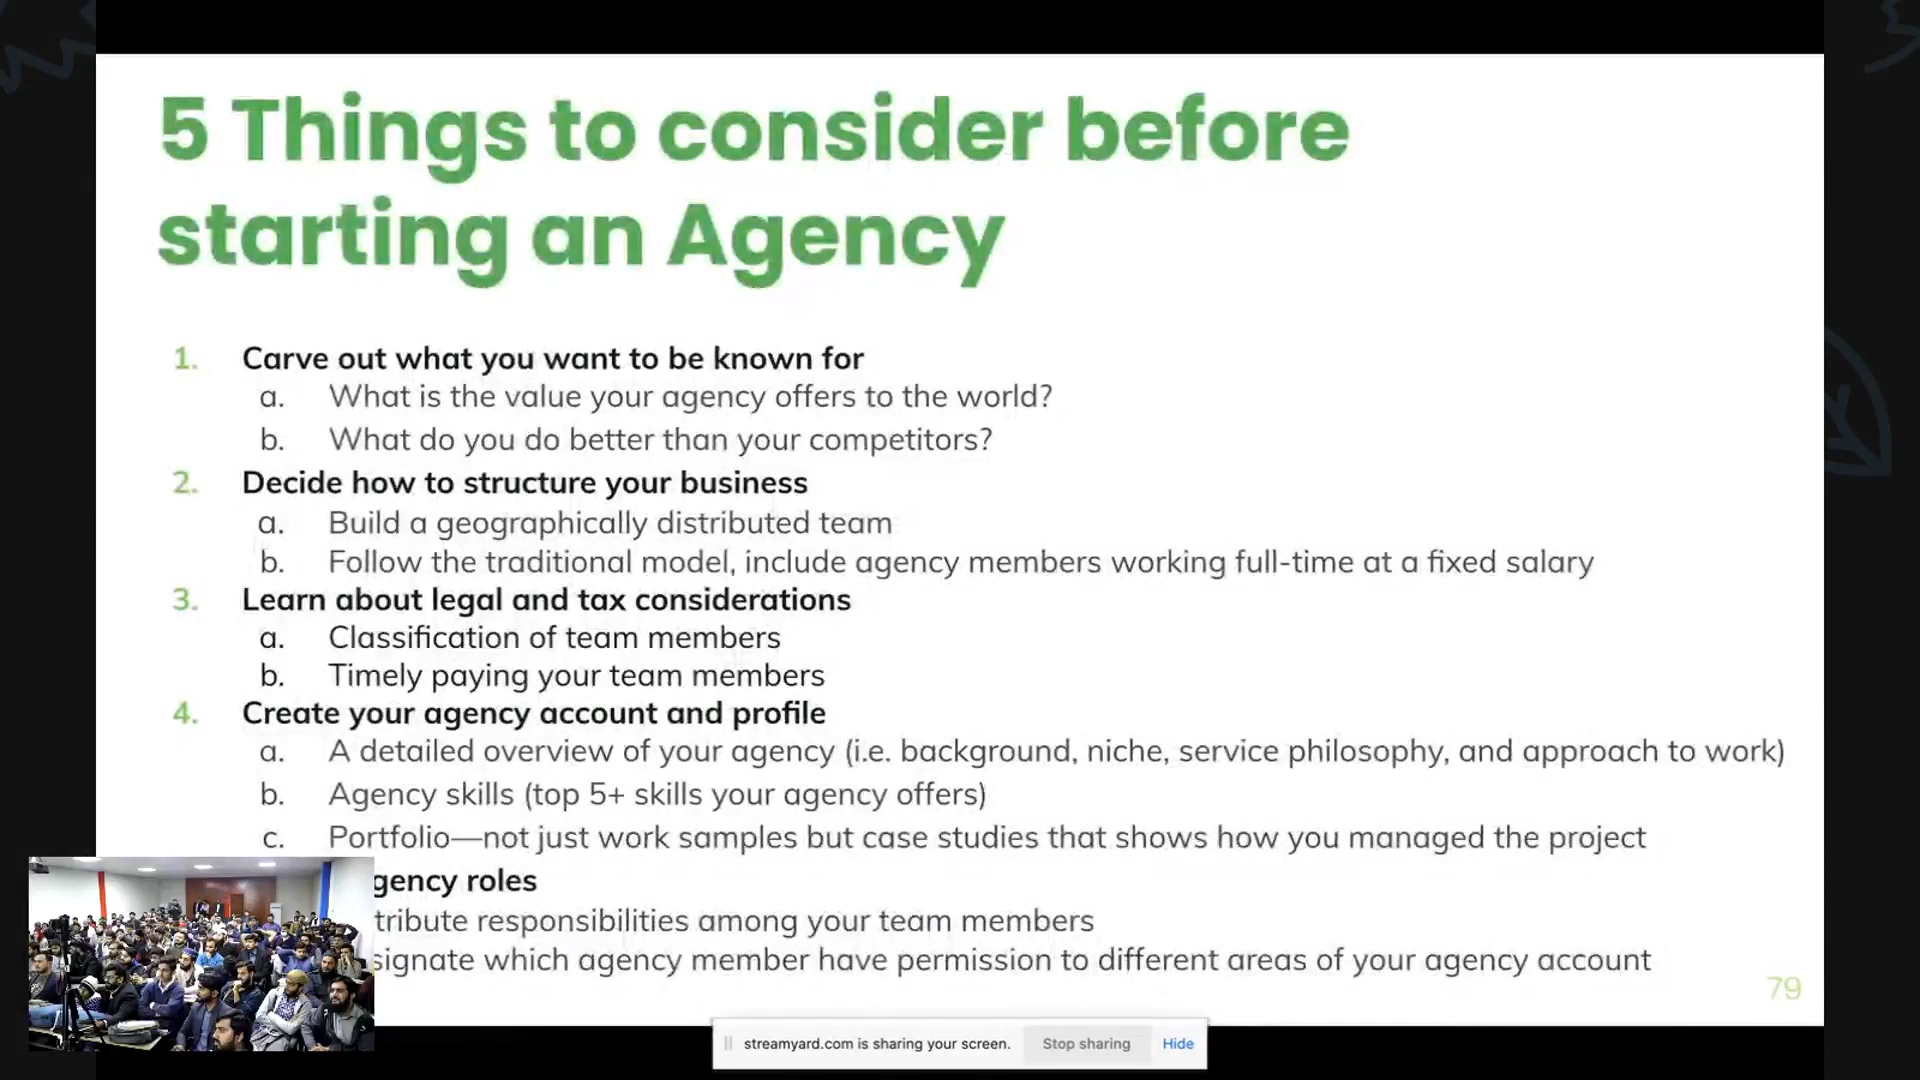 5 Things to consider before
starting an Agency
1. Carve out what you want to be known for
a. What is the value your agency offers to the world?
b. What do you do better than your competitors?
2. Decide how to structure your business
a. Build a geographically distributed team
b. Follow the traditional model, include agency members working full-time at a fixed salary
3. Learn about legal and tax considerations
a. Classification of team members
b. Timely paying your team members
4. Create your agency account and profile
a. A detailed overview of your agency (i.e. background, niche, service philosophy, and approach to work)
b. Agency skills (top 5+ skills your agency offers)
c. Portfolio—not just work samples but case studies that shows how you managed the project
gency roles
tribute responsibilities among your team members
signate which agency member have permission to different areas of your agency account
79
streamyard.com is sharing your screen. Stop sharing Hide